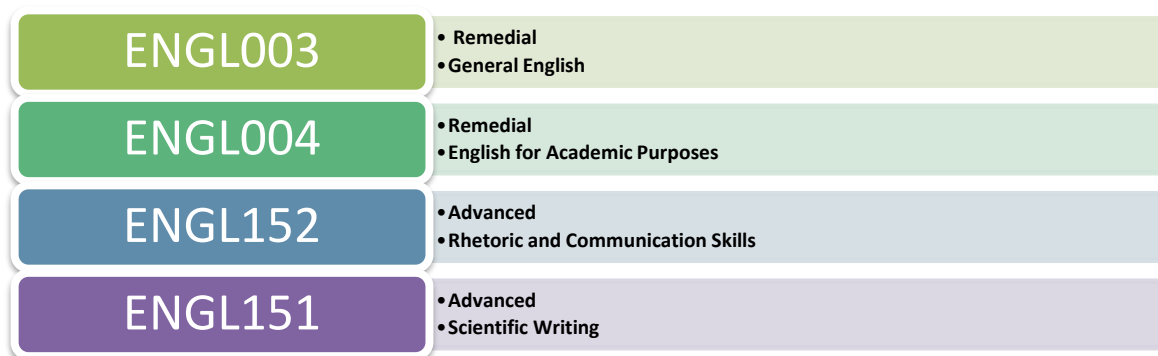 ENGL003
• Remedial
• General English
ENGL004
• Remedial
• English for Academic Purposes
ENGL152
• Advanced
• Rhetoric and Communication Skills
ENGL151
• Advanced
• Scientific Writing